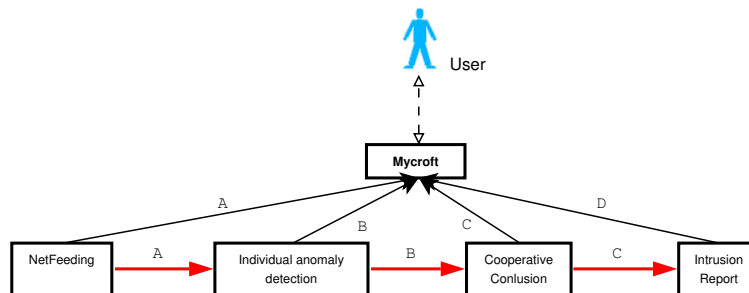 User
Mycroft
A
B
C
D
NetFeeding
A
Individual anomaly
detection
B
Cooperative
Conlusion
C
Intrusion
Report